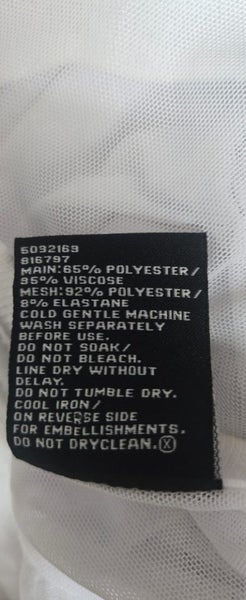 5092169
816797
MAIN:65% POLYESTER/
35% VISCOSE
MESH:92% POLYESTER/
8% ELASTANE
COLD GENTLE MACHINE
WASH SEPARATELY
BEFORE USE.
DO NOT SOAK/
DO NOT BLEACH.
LINE DRY WITHOUT
DELAY.
DO NOT TUMBLE DRY.
COOL IRON/
ON REVERSE SIDE
FOR EMBELLISHMENTS.
DO NOT DRYCLEAN.Ⓧ